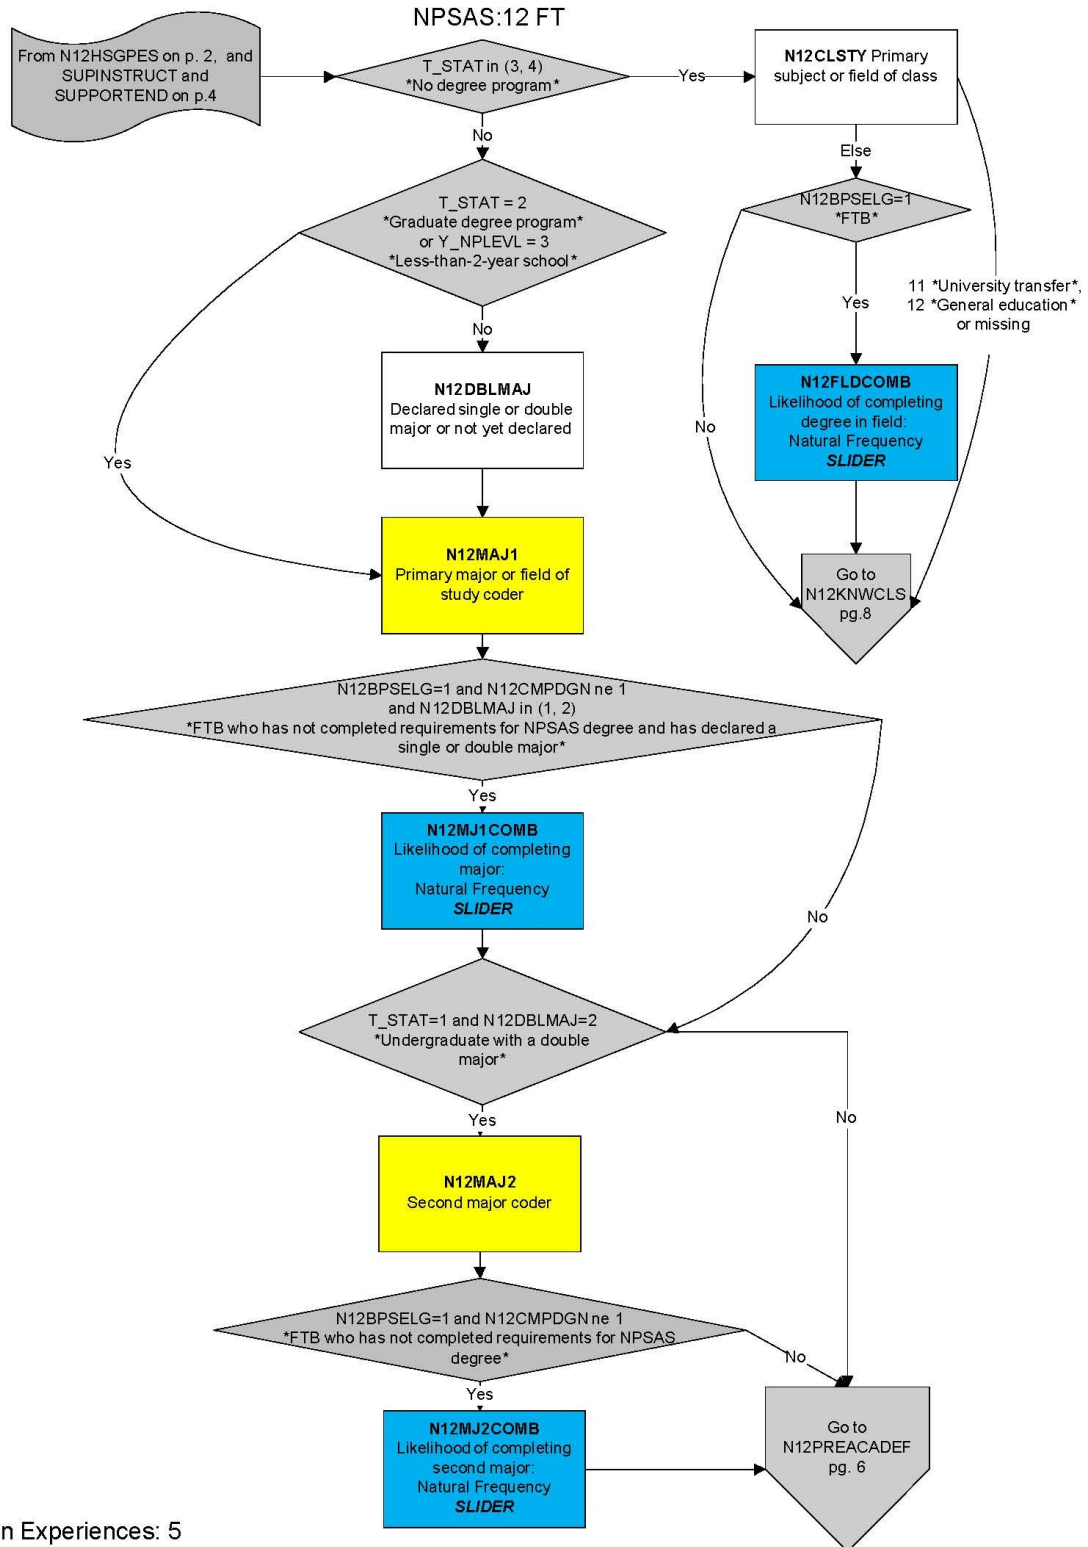 NPSAS:12 FT
From N12HSGPES on p. 2, and
SUPINSTRUCT and
SUPPORTEND on p.4
T_STAT in (3, 4)
*No degree program*
Yes
N12CLSTY Primary
subject or field of class
No
Else
T_STAT = 2
*Graduate degree program*
or Y_NPLEVL = 3
*Less-than-2-year school*
N12BPSELG=1
*FTB*
11 *University transfer*,
12 *General education*
or missing
Yes
No
N12DBLMAJ
Declared single or double
major or not yet declared
N12FLDCOMB
Likelihood of completing
degree in field:
Natural Frequency
SLIDER
No
Yes
N12MAJ1
Primary major or field of
study coder
Go to
N12KNWCLS
pg.8
N12BPSELG=1 and N12CMPDGN ne 1
and N12DBLMAJ in (1, 2)
*FTB who has not completed requirements for NPSAS degree and has declared a
single or double major*
Yes
N12MJ1COMB
Likelihood of completing
major:
Natural Frequency
SLIDER
No
T_STAT=1 and N12DBLMAJ=2
*Undergraduate with a double
major*
Yes
No
N12MAJ2
Second major coder
N12BPSELG=1 and N12CMPDGN ne 1
*FTB who has not completed requirements for NPSAS
degree*
No
Yes
N12MJ2COMB
Likelihood of completing
second major:
Natural Frequency
SLIDER
Go to
N12PREACADEF
pg. 6
n Experiences: 5